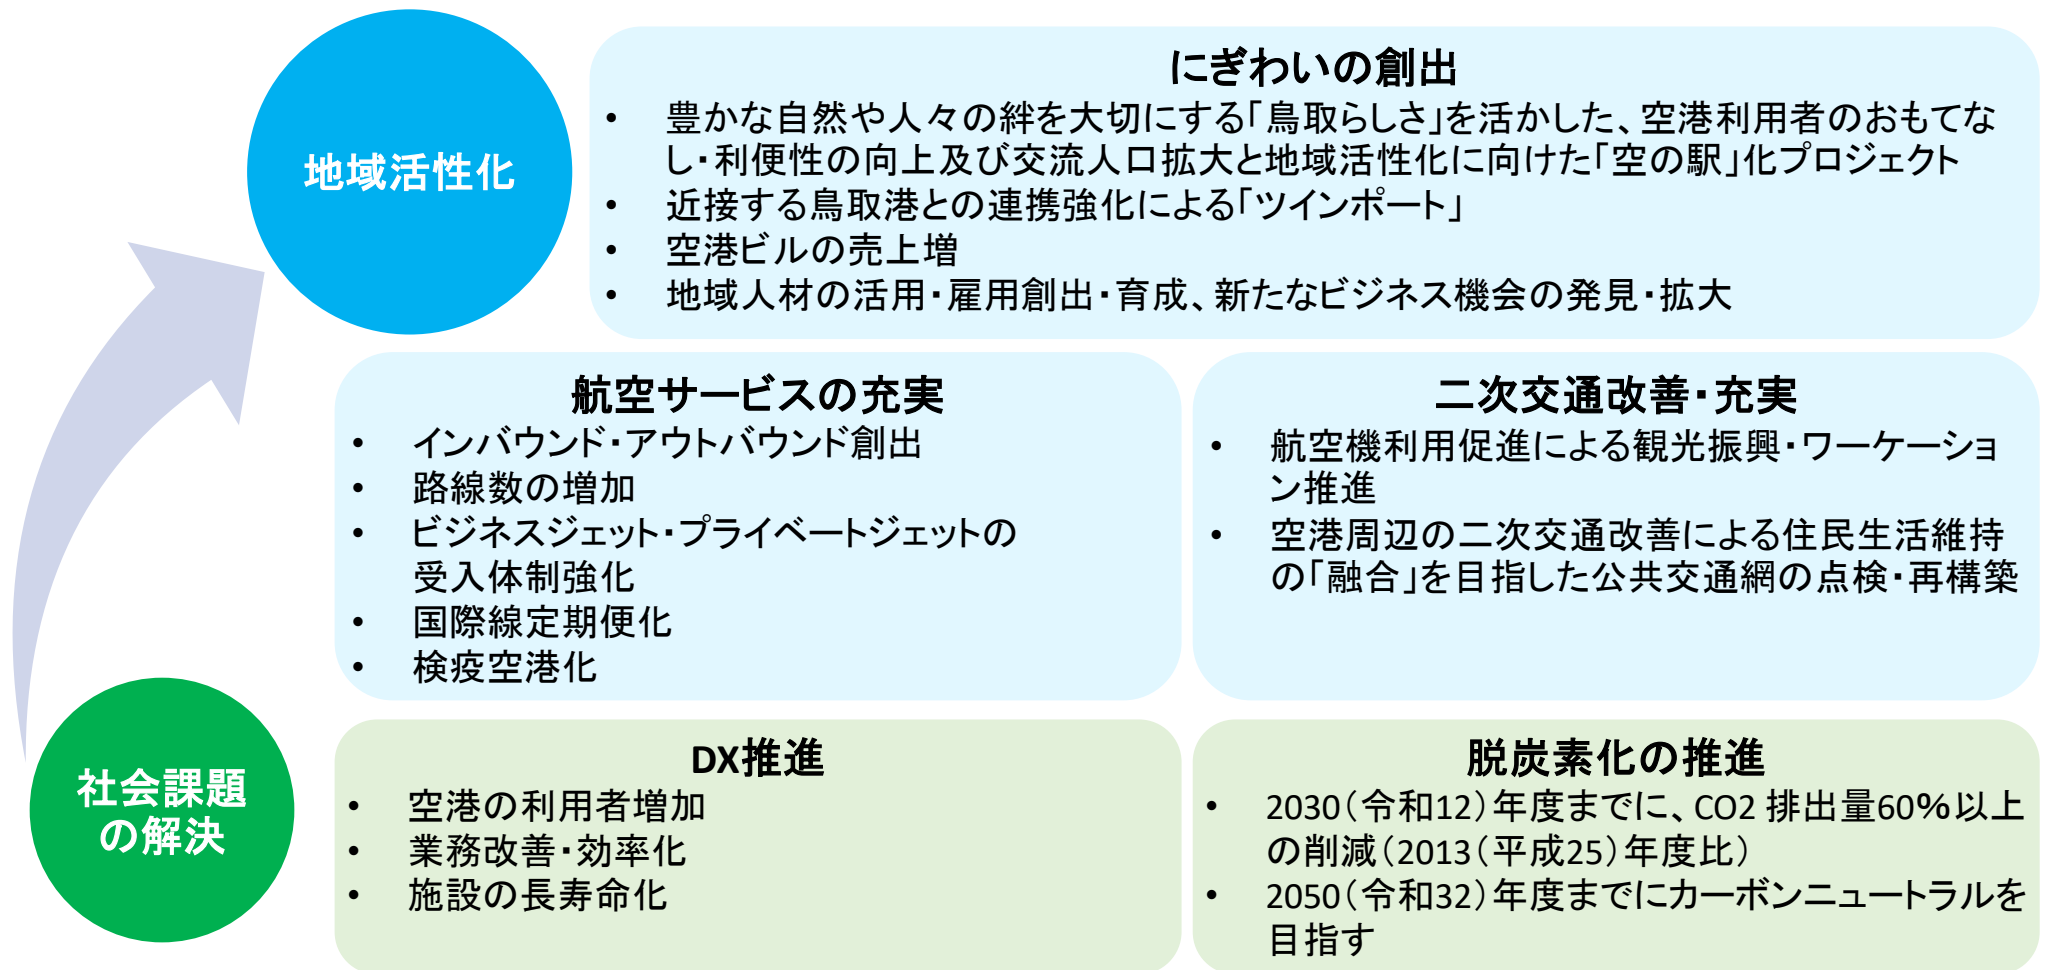 地域活性化
にぎわいの創出
• 豊かな自然や人々の絆を大切にする「鳥取らしさ」を活かした、空港利用者のおもてな
し・利便性の向上及び交流人口拡大と地域活性化に向けた「空の駅」化プロジェクト
• 近接する鳥取港との連携強化による「ツインポート」
• 空港ビルの売上増
• 地域人材の活用・雇用創出・育成、新たなビジネス機会の発見・拡大
航空サービスの充実
• インバウンド・アウトバウンド創出
• 路線数の増加
• ビジネスジェット・プライベートジェットの
受入体制強化
• 国際線定期便化
• 検疫空港化
二次交通改善・充実
• 航空機利用促進による観光振興・ワーケーショ
ン推進
• 空港周辺の二次交通改善による住民生活維持
の「融合」を目指した公共交通網の点検・再構築
社会課題
の解決
DX推進
• 空港の利用者増加
• 業務改善・効率化
• 施設の長寿命化
脱炭素化の推進
• 2030（令和12）年度までに、CO2 排出量60％以上
の削減（2013（平成25）年度比）
• 2050（令和32）年度までにカーボンニュートラルを
目指す